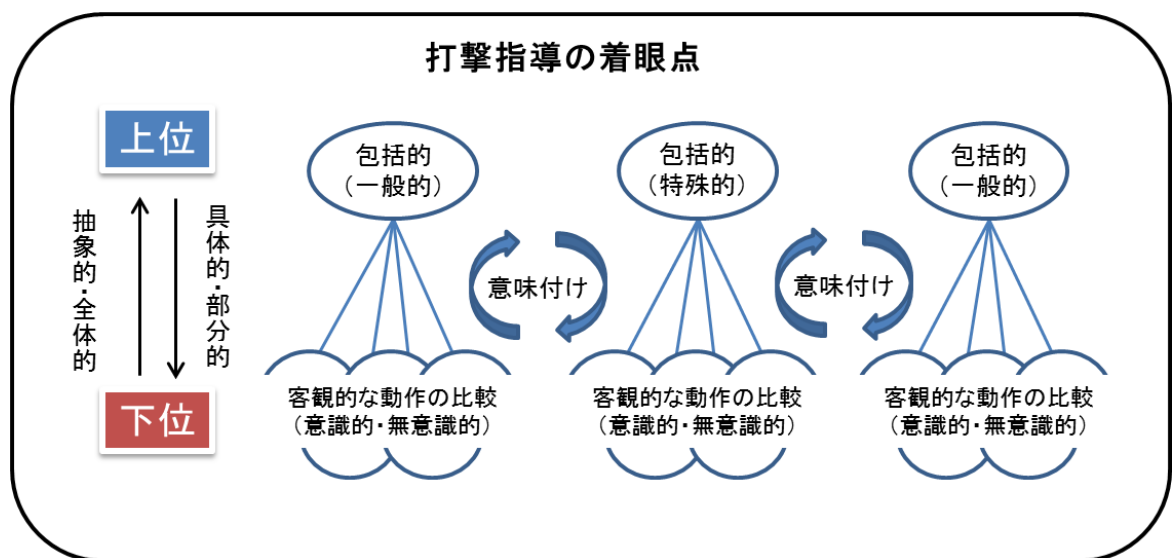 打撃指導の着眼点
上位
抽象的・全体的
具体的・部分的
下位
包括的
（一般的）
包括的
（特殊的）
包括的
（一般的）
意味付け
意味付け
客観的な動作の比較
（意識的・無意識的）
客観的な動作の比較
（意識的・無意識的）
客観的な動作の比較
（意識的・無意識的）